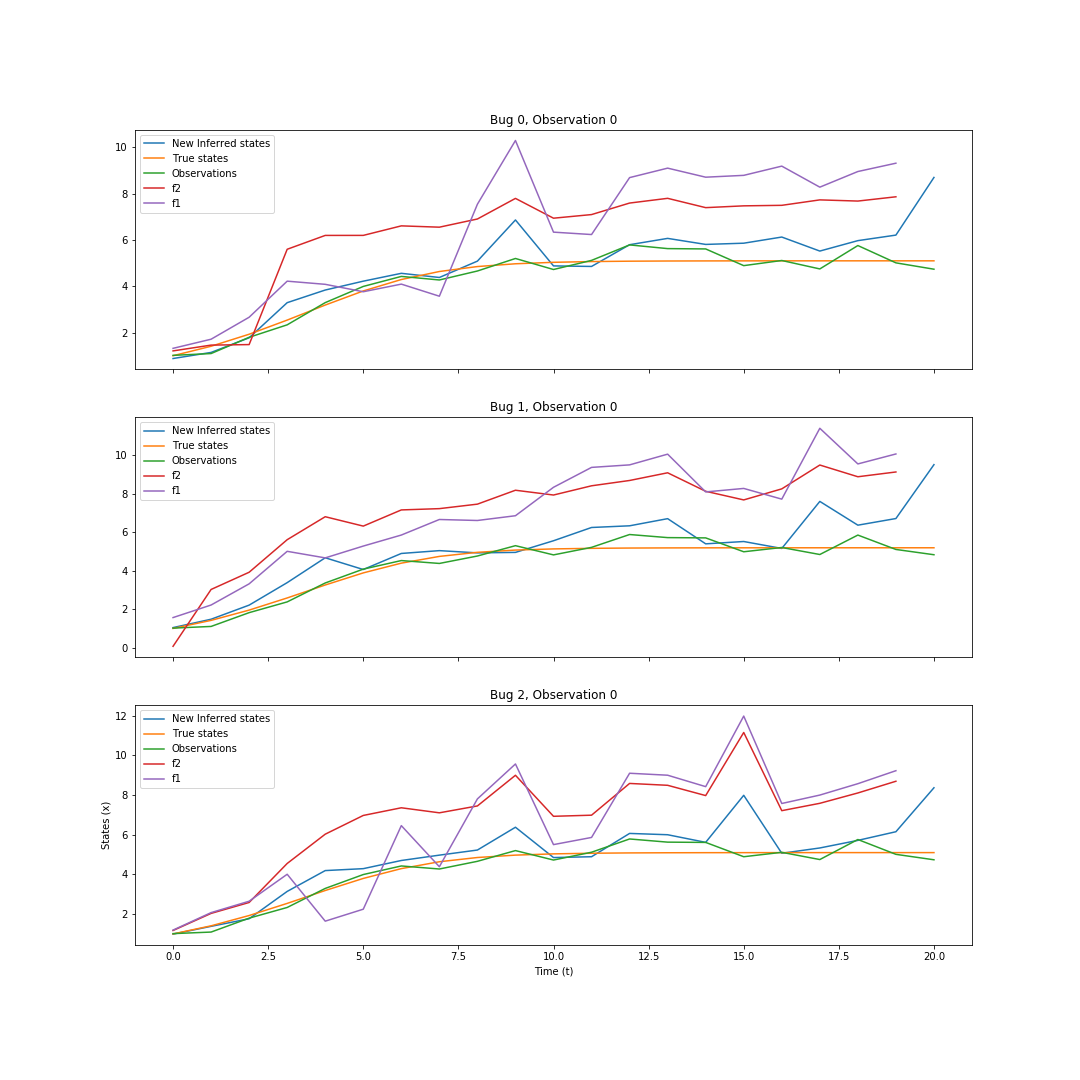 Bug 0, Observation 0
10
8
6
4
2
New Inferred states
True states
Observations
f2
f1
Bug 1, Observation 0
10
8
6
4
2
0
New Inferred states
True states
Observations
f2
f1
Bug 2, Observation 0
12
10
8
6
4
2
States (x)
New Inferred states
True states
Observations
f2
f1
0.0 2.5 5.0 7.5 10.0 12.5 15.0 17.5 20.0
Time (t)